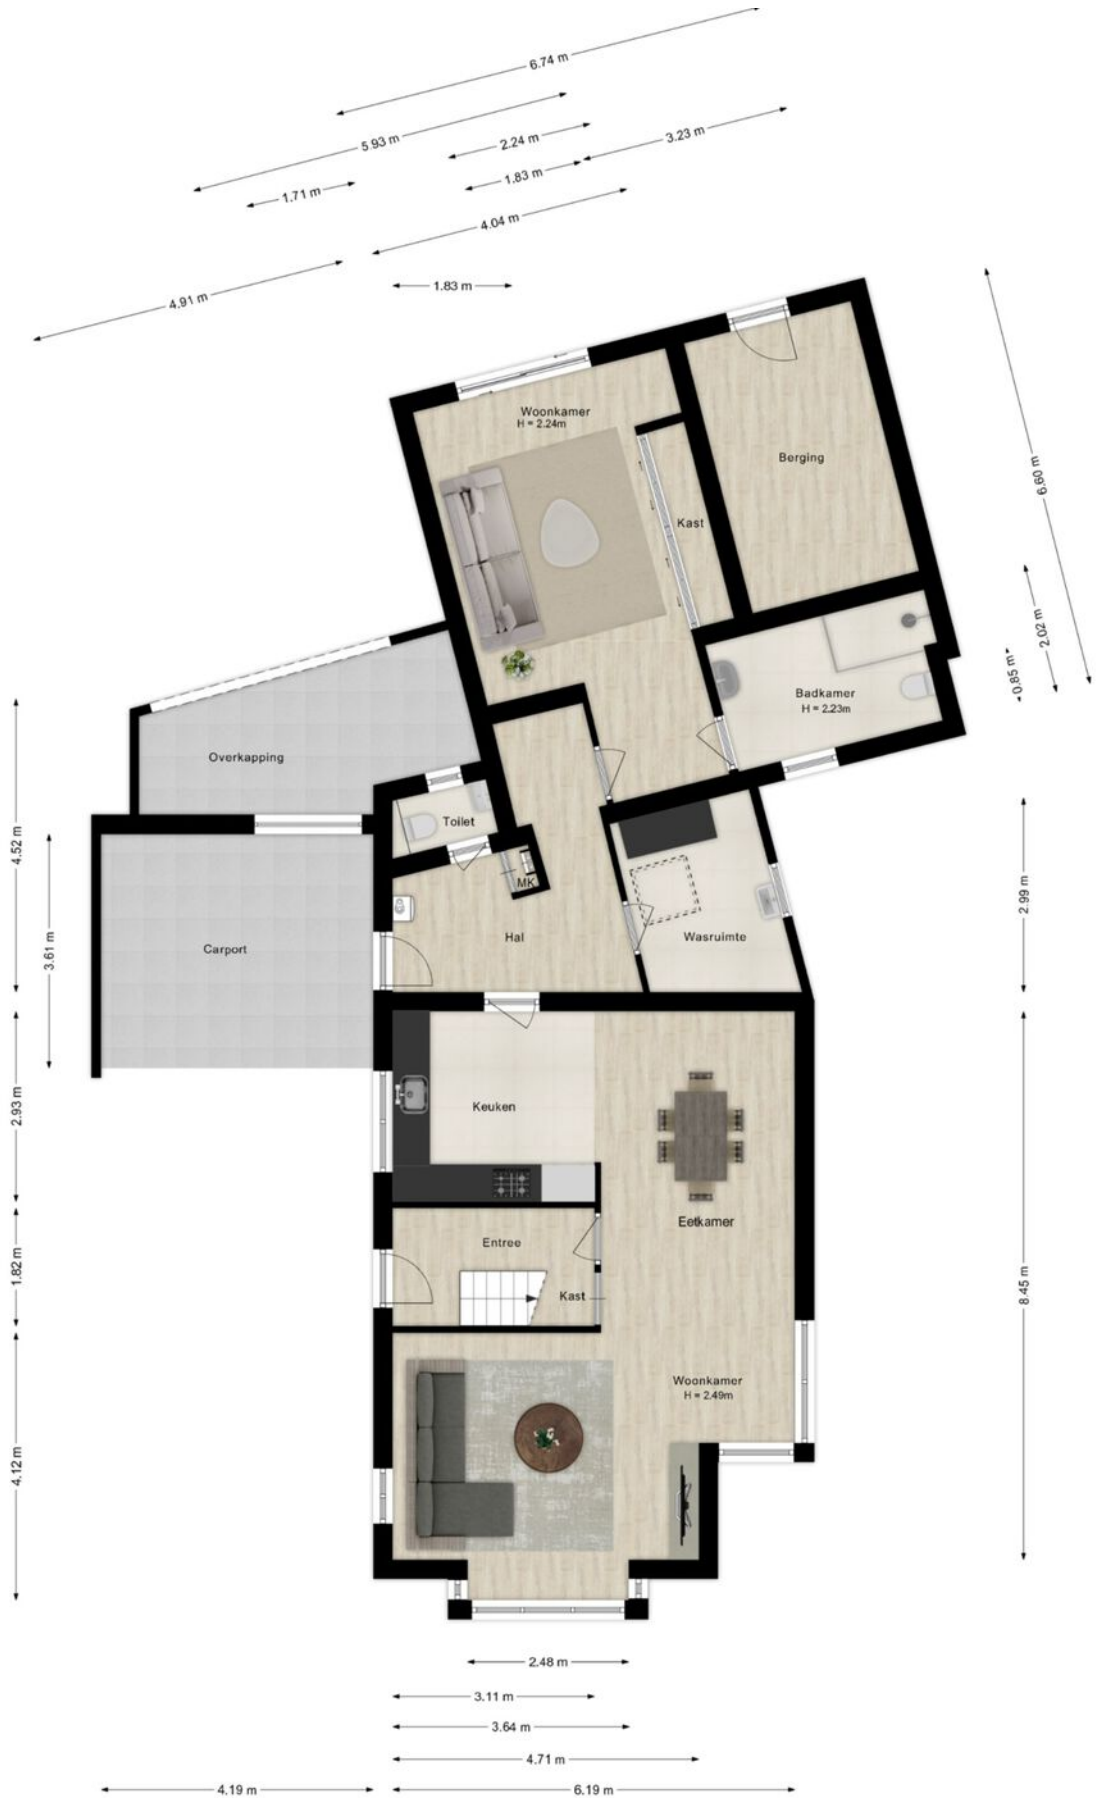 6.74 m
5.93 m
2.24 m
3.23 m
1.71 m
1.83 m
4.04 m
4.91 m
1.83 m
Woonkamer
H = 2.24m
Berging
Kast
6.60 m
2.02 m
0.85 m
Badkamer
H = 2.23m
Overkapping
Toilet
4.52 m
MK
2.99 m
3.61 m
Carport
Hal
Wasruimte
2.93 m
Keuken
Eetkamer
1.82 m
Entree
Kast
8.45 m
Woonkamer
H = 2.49m
4.12 m
2.48 m
3.11 m
3.64 m
4.71 m
4.19 m
6.19 m